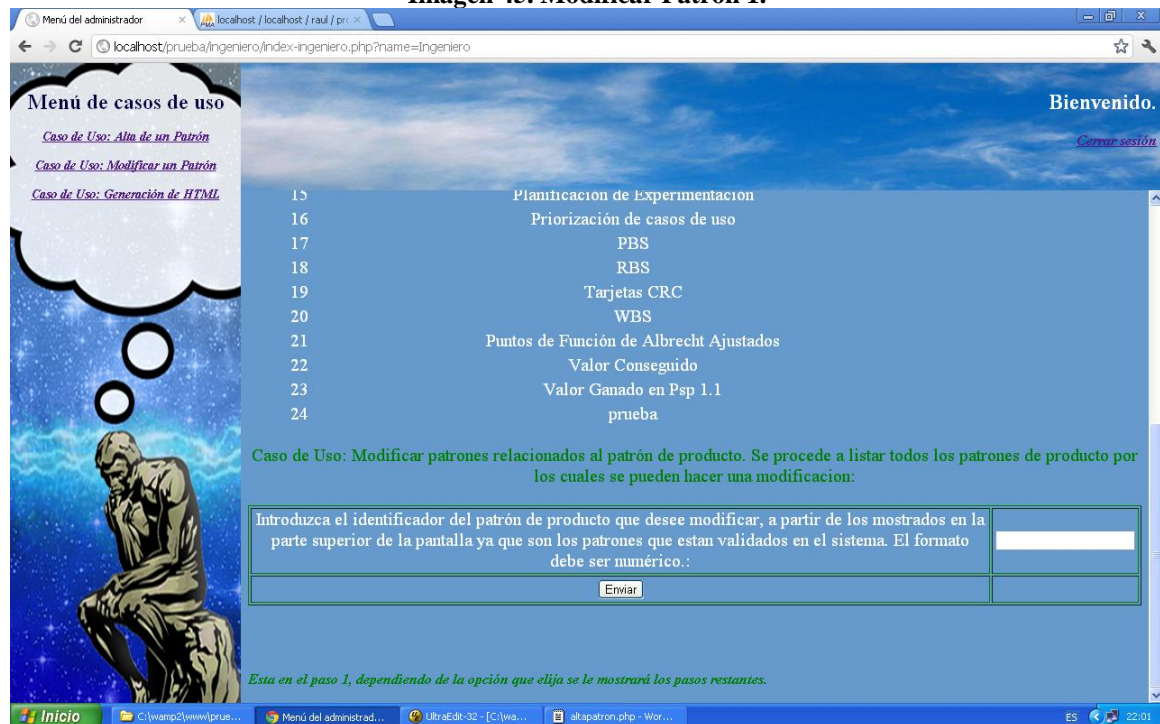 Imagen 45. Modificar Patrón 1.
Menú del administrador
localhost / localhost / raul / pro
localhost/prueba/ingeniero/index-ingeniero.php?name=Ingeniero
Menú de casos de uso
Caso de Uso: Alta de un Patrón
Caso de Uso: Modificar un Patrón
Caso de Uso: Generación de HTML
Bienvenido.
Cerrar sesión
15 Planificación de Experimentación
16 Priorización de casos de uso
17 PBS
18 RBS
19 Tarjetas CRC
20 WBS
21 Puntos de Función de Albrecht Ajustados
22 Valor Conseguido
23 Valor Ganado en Psp 1.1
24 prueba
Caso de Uso: Modificar patrones relacionados al patrón de producto. Se procede a listar todos los patrones de producto por
los cuales se pueden hacer una modificacion:
Introduzca el identificador del patrón de producto que desee modificar, a partir de los mostrados en la
parte superior de la pantalla ya que son los patrones que estan validados en el sistema. El formato
debe ser numérico.:
Enviar
Esta en el paso 1, dependiendo de la opción que elija se le mostrará los pasos restantes.
Inicio
C:\wamp2\www\prue...
Menú del administrad...
UltraEdit-32 - [C:\wa...
altapatron.php - Wor...
ES
22:01